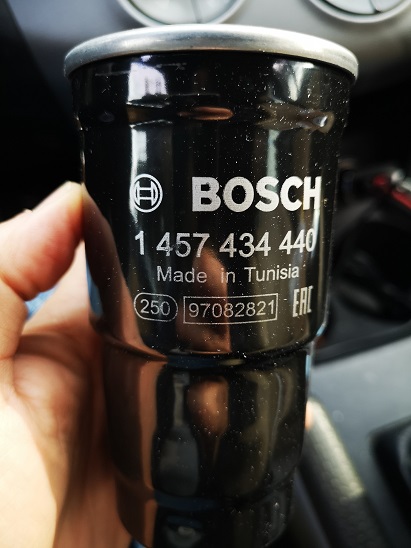 BOSCH
1 457 434 440
Made in Tunisia
250 97082821 EAC